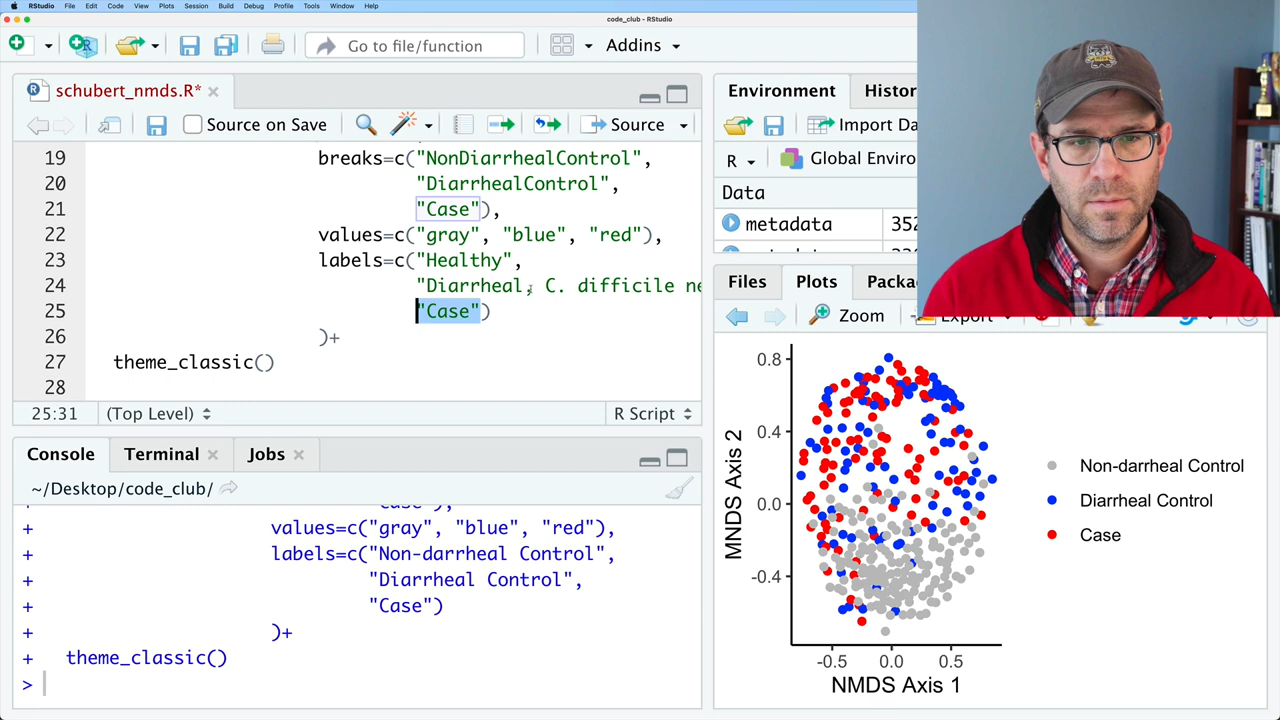 RStudio File Edit Code View Plots Session Build Debug Profile Tools Window Help
code_club - RStudio
Go to file/function Addins
schubert_nmds.R*
Source on Save Source
19 breaks=c("NonDiarrhealControl",
20 "DiarrhealControl",
21 "Case"),
22 values=c("gray", "blue", "red"),
23 labels=c("Healthy",
24 "Diarrheal, C. difficile ne
25 "Case")
26 )+
27 theme_classic()
28
25:31 (Top Level) R Script
Console Terminal Jobs
~/Desktop/code_club/
+ "Case"),
+ values=c("gray", "blue", "red"),
+ labels=c("Non-darrheal Control",
+ "Diarrheal Control",
+ "Case")
+ )+
+ theme_classic()
>
Environment Histor
Import Da
R Global Enviro
Data
metadata 352
Files Plots Packa
Zoom Export
0.8
0.4
0.0
-0.4
MNDS Axis 2
-0.5 0.0 0.5
NMDS Axis 1
Non-darrheal Control
Diarrheal Control
Case